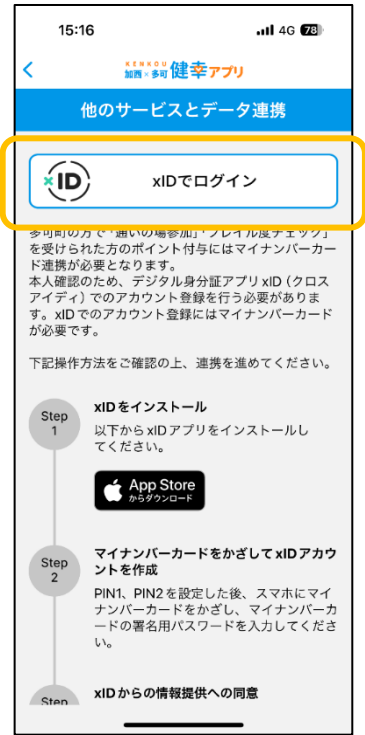 15:16
4G 78
KENKOU
加西×多可 健幸アプリ
他のサービスとデータ連携
×ID xIDでログイン
多可町の方で「通いの場参加」「フレイル度チェック」
を受けられた方のポイント付与にはマイナンバーカー
ド連携が必要となります。
本人確認のため、デジタル身分証アプリ xID（クロス
アイディ）でのアカウント登録を行う必要がありま
す。xID でのアカウント登録にはマイナンバーカード
が必要です。
下記操作方法をご確認の上、連携を進めてください。
Step
1
xID をインストール
以下から xID アプリをインストールし
てください。
App Store
からダウンロード
Step
2
マイナンバーカードをかざして xID アカウ
ントを作成
PIN1、PIN2 を設定した後、スマホにマイ
ナンバーカードをかざし、マイナンバーカ
ードの署名用パスワードを入力してくださ
い。
Step
xID からの情報提供への同意